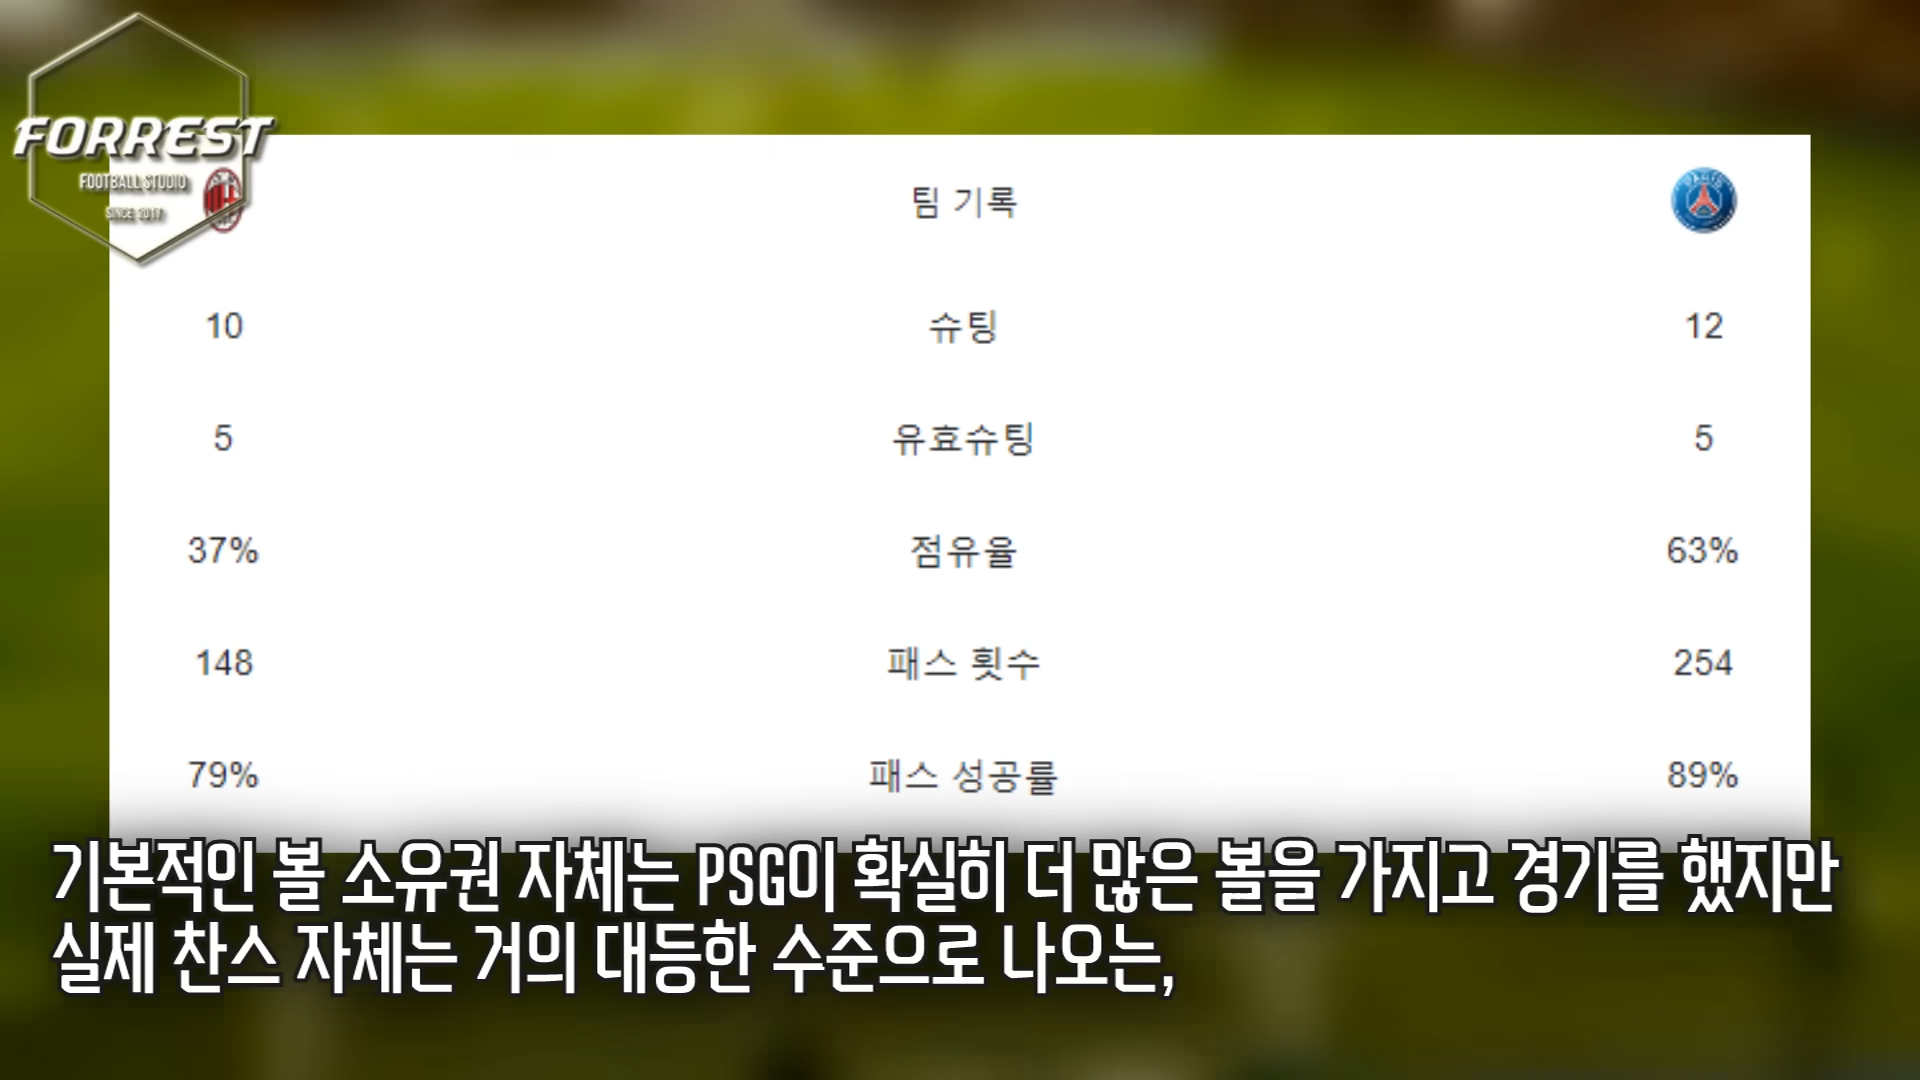 FORREST
FOOTBALL STUDIO
SINCE 2017
팀 기록
10 슈팅 12
5 유효슈팅 5
37% 점유율 63%
148 패스 횟수 254
79% 패스 성공률 89%
기본적인 볼 소유권 자체는 PSG이 확실히 더 많은 볼을 가지고 경기를 했지만
실제 찬스 자체는 거의 대등한 수준으로 나오는,